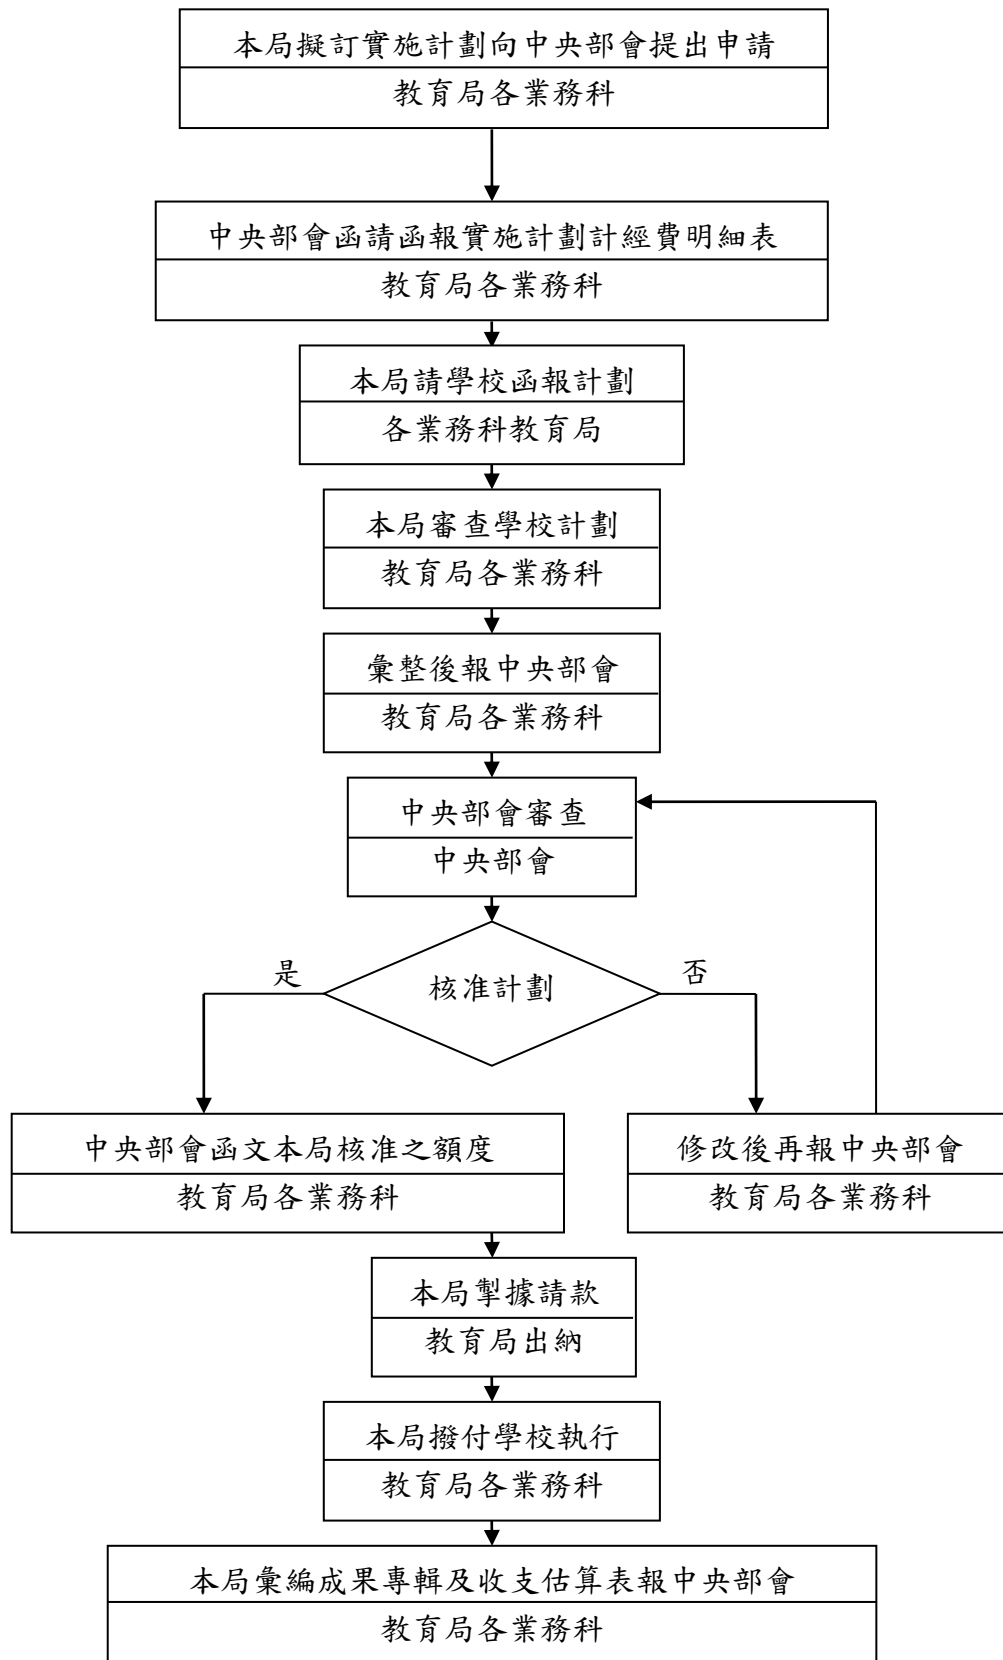 本局擬訂實施計劃向中央部會提出申請
教育局各業務科
中央部會函請函報實施計劃計經費明細表
教育局各業務科
本局請學校函報計劃
各業務科教育局
本局審查學校計劃
教育局各業務科
彙整後報中央部會
教育局各業務科
中央部會審查
中央部會
核准計劃
是
否
中央部會函文本局核准之額度
教育局各業務科
修改後再報中央部會
教育局各業務科
本局掣據請款
教育局出納
本局撥付學校執行
教育局各業務科
本局彙編成果專輯及收支估算表報中央部會
教育局各業務科